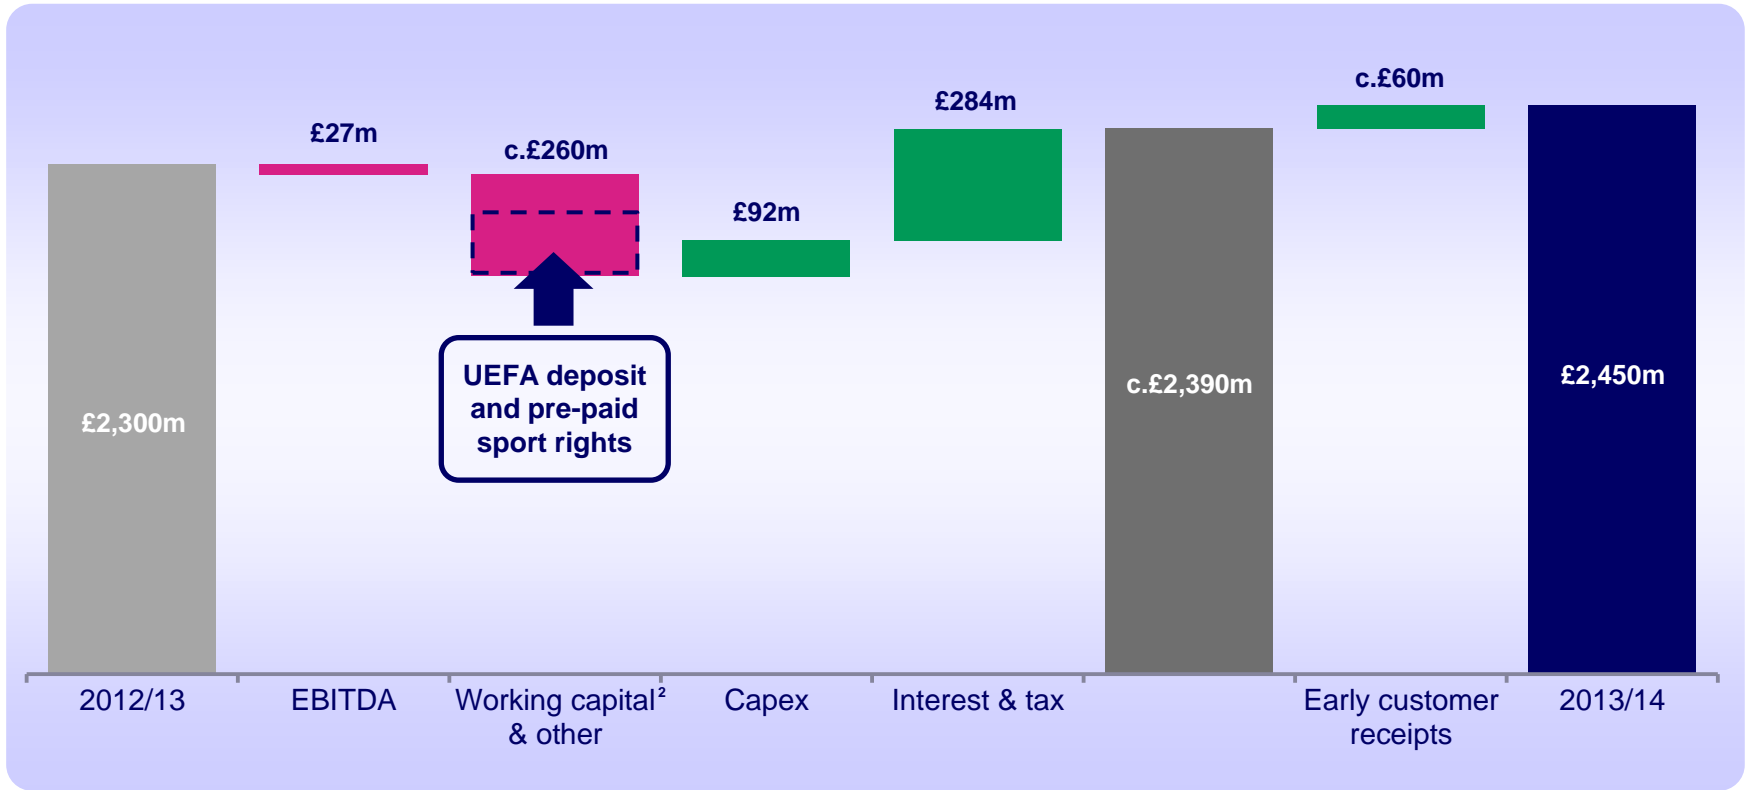 £27m
c.£260m
£92m
£284m
c.£60m
£2,300m
UEFA deposit
and pre-paid
sport rights
c.£2,390m
£2,450m
2012/13
EBITDA
Working capital²
& other
Capex
Interest & tax
Early customer
receipts
2013/14